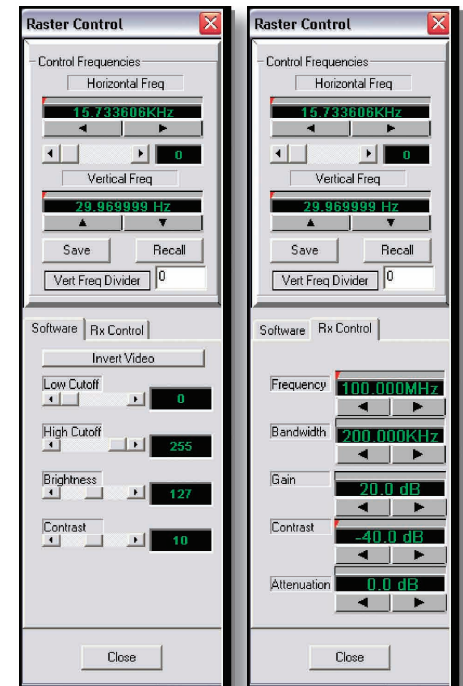 Raster Control
Control Frequencies
Horizontal Freq
15.733606KHz
0
Vertical Freq
29.969999 Hz
Save Recall
Vert Freq Divider 0
Software Rx Control
Invert Video
Low Cutoff
0
High Cutoff
255
Brightness
127
Contrast
10
Close
Raster Control
Control Frequencies
Horizontal Freq
15.733606KHz
0
Vertical Freq
29.969999 Hz
Save Recall
Vert Freq Divider 0
Software Rx Control
Frequency 100.000MHz
Bandwidth 200.000KHz
Gain 20.0 dB
Contrast -40.0 dB
Attenuation 0.0 dB
Close